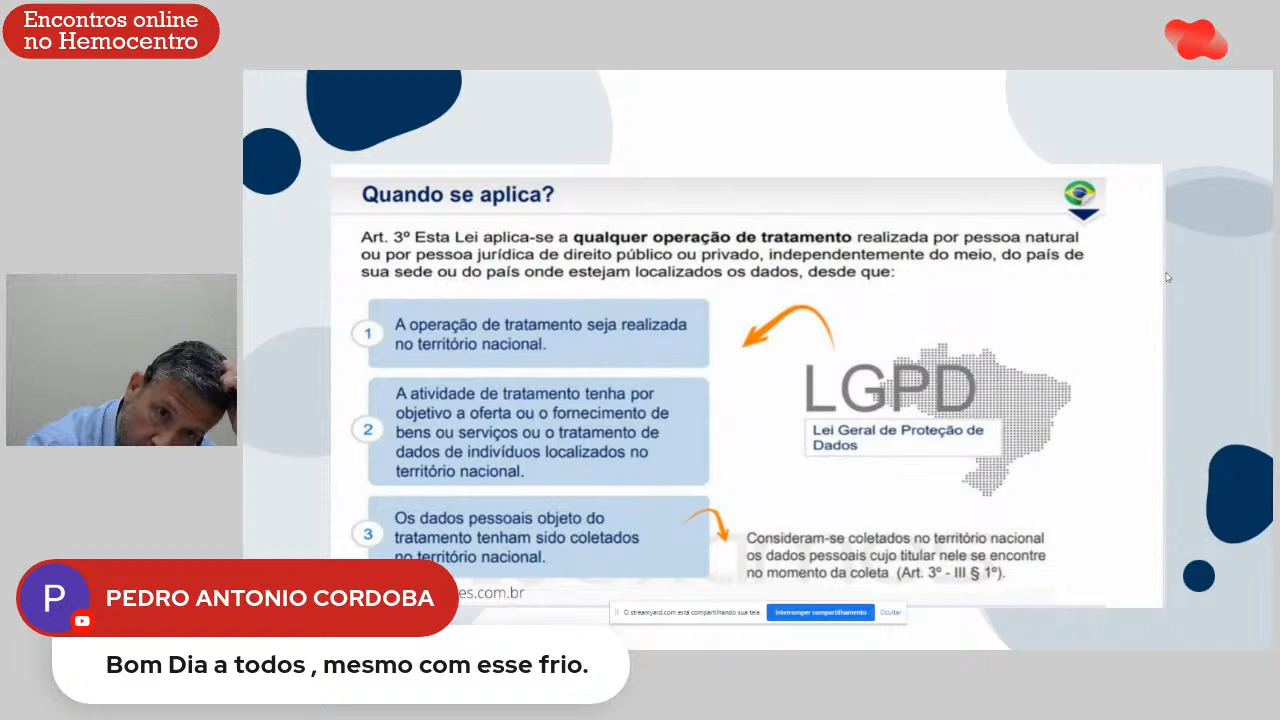 Encontros online
no Hemocentro
Quando se aplica?
Art. 3º Esta Lei aplica-se a qualquer operação de tratamento realizada por pessoa natural
ou por pessoa jurídica de direito público ou privado, independentemente do meio, do país de
sua sede ou do país onde estejam localizados os dados, desde que:
1
A operação de tratamento seja realizada
no território nacional.
2
A atividade de tratamento tenha por
objetivo a oferta ou o fornecimento de
bens ou serviços ou o tratamento de
dados de indivíduos localizados no
território nacional.
3
Os dados pessoais objeto do
tratamento tenham sido coletados
no território nacional.
LGPD
Lei Geral de Proteção de
Dados
Consideram-se coletados no território nacional
os dados pessoais cujo titular nele se encontre
no momento da coleta (Art. 3º - III § 1º).
es.com.br
O streamyard.com está compartilhando sua tela.
Interromper compartilhamento
Ocultar
P
PEDRO ANTONIO CORDOBA
Bom Dia a todos , mesmo com esse frio.